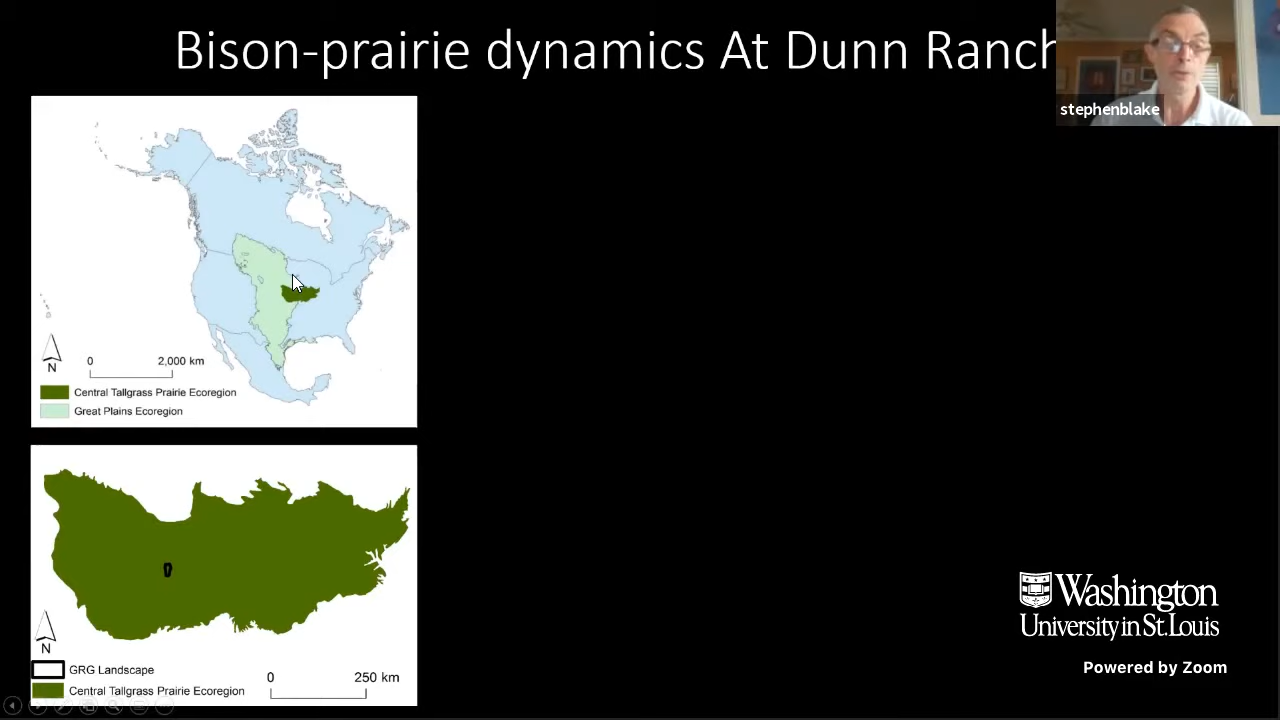 Bison-prairie dynamics At Dunn Ranch
stephenblake
N
0 2,000 km
Central Tallgrass Prairie Ecoregion
Great Plains Ecoregion
N
GRG Landscape
Central Tallgrass Prairie Ecoregion
0 250 km
Washington
University in St. Louis
Powered by Zoom